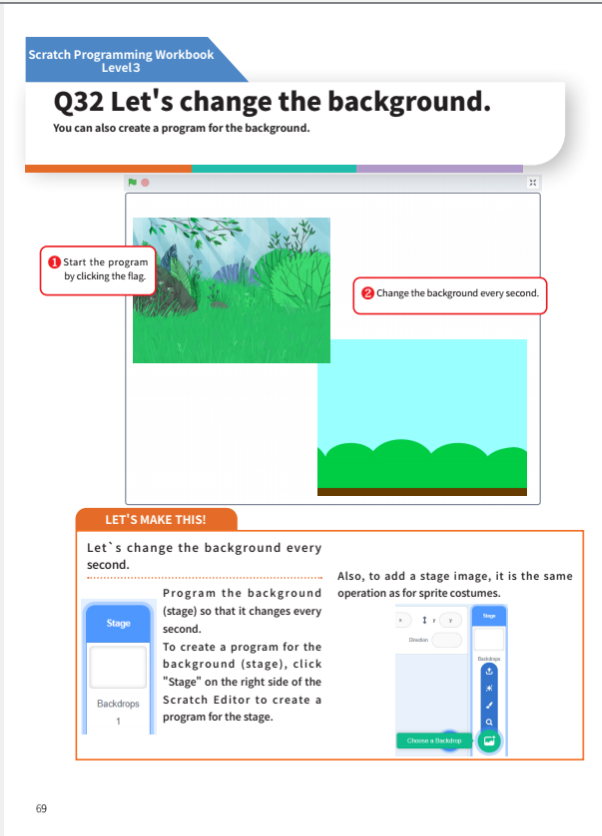 Scratch Programming Workbook
Level3
Q32 Let's change the background.
You can also create a program for the background.
1 Start the program
by clicking the flag.
2 Change the background every second.
LET'S MAKE THIS!
Let`s change the background every
second.
Stage
Backdrops
1
Program the background
(stage) so that it changes every
second.
To create a program for the
background (stage), click
"Stage" on the right side of the
Scratch Editor to create a
program for the stage.
Also, to add a stage image, it is the same
operation as for sprite costumes.
x
y
y
Stage
Direction
Backdrops
Choose a Backdrop
69